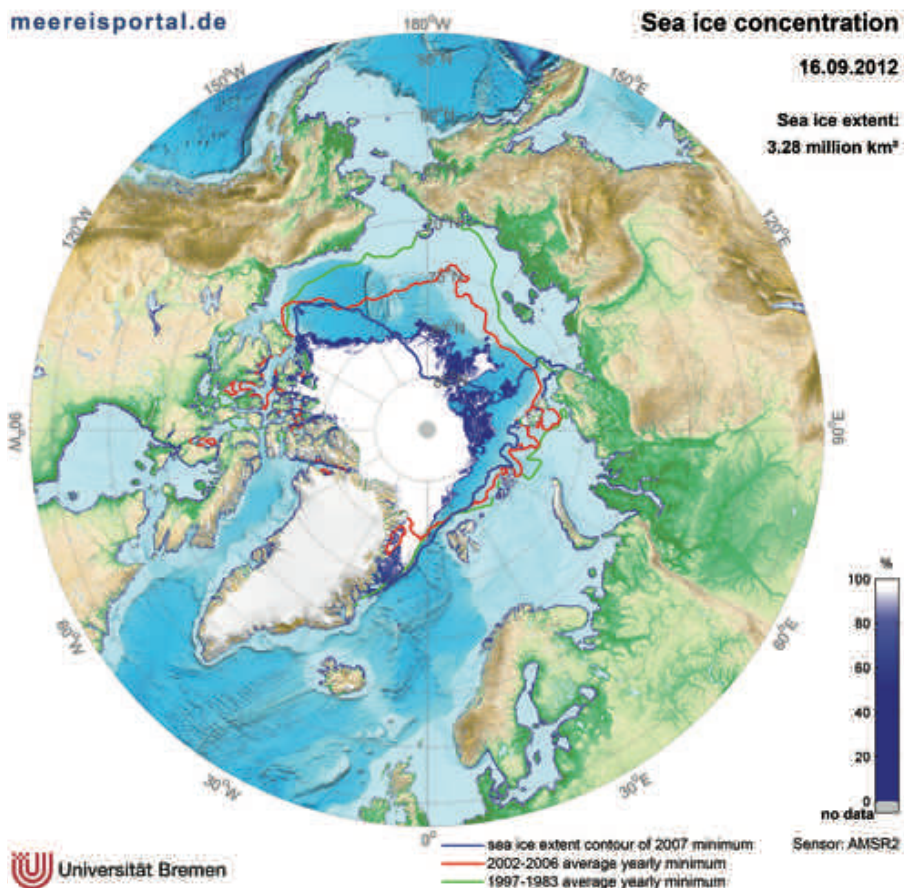 meereisportal.de
Sea ice concentration
16.09.2012
Sea ice extent:
3.28 million km²
180°W
150°W
150°E
120°W
120°E
90°W
90°E
60°W
60°E
30°W
30°E
0°
%
100
80
60
40
20
0
no data
Sensor: AMSR2
sea ice extent contour of 2007 minimum
2002-2006 average yearly minimum
1997-1983 average yearly minimum
Universität Bremen